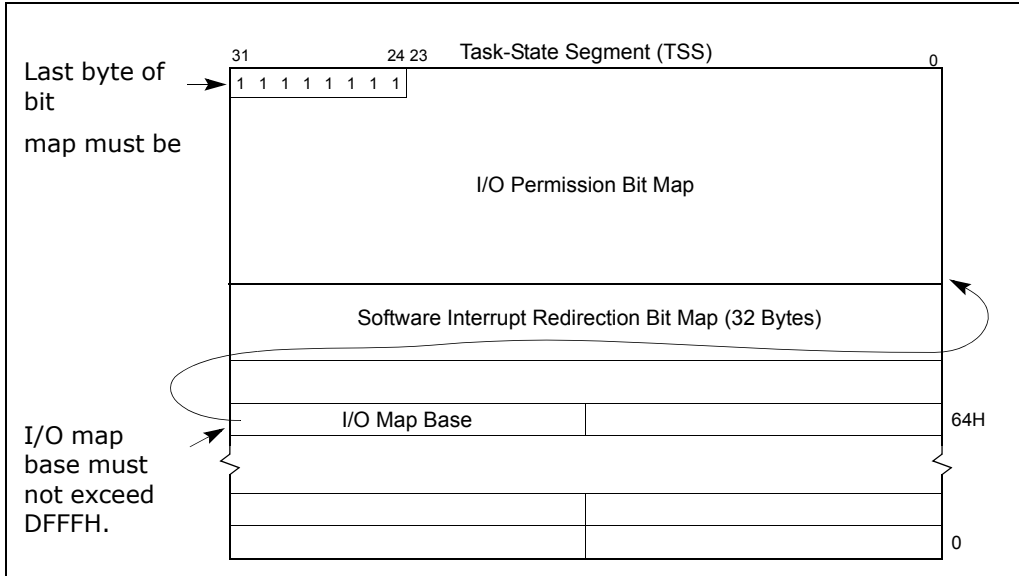 Task-State Segment (TSS)
31 24 23 0
Last byte of
bit
map must be
1 1 1 1 1 1 1 1
I/O Permission Bit Map
Software Interrupt Redirection Bit Map (32 Bytes)
I/O Map Base
64H
I/O map
base must
not exceed
DFFFH.
0